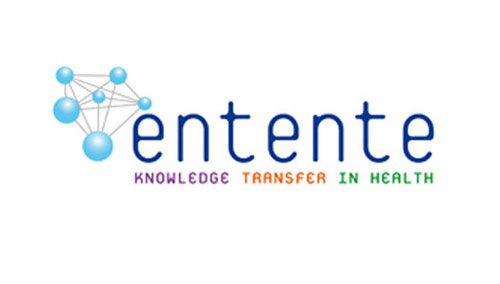 entente
KNOWLEDGE TRANSFER IN HEALTH